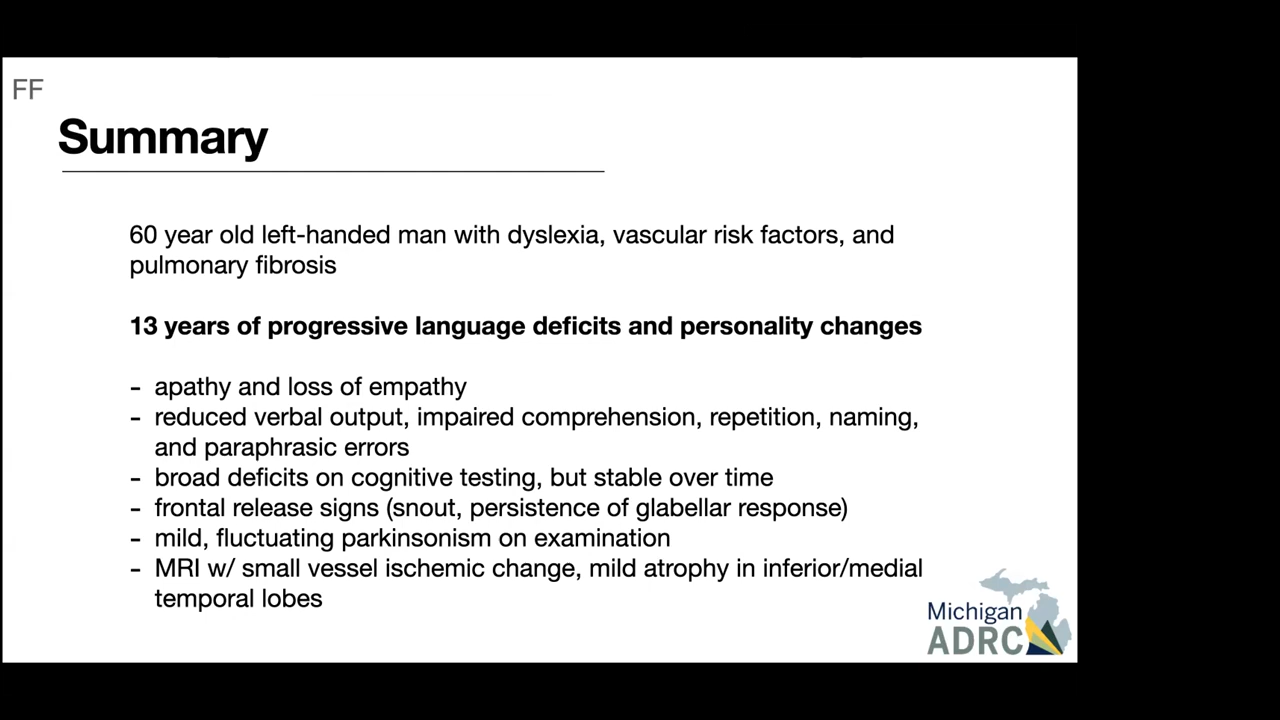 FF
Summary
60 year old left-handed man with dyslexia, vascular risk factors, and
pulmonary fibrosis
13 years of progressive language deficits and personality changes
- apathy and loss of empathy
- reduced verbal output, impaired comprehension, repetition, naming,
and paraphrasic errors
- broad deficits on cognitive testing, but stable over time
- frontal release signs (snout, persistence of glabellar response)
- mild, fluctuating parkinsonism on examination
- MRI w/ small vessel ischemic change, mild atrophy in inferior/medial
temporal lobes
Michigan
ADRC